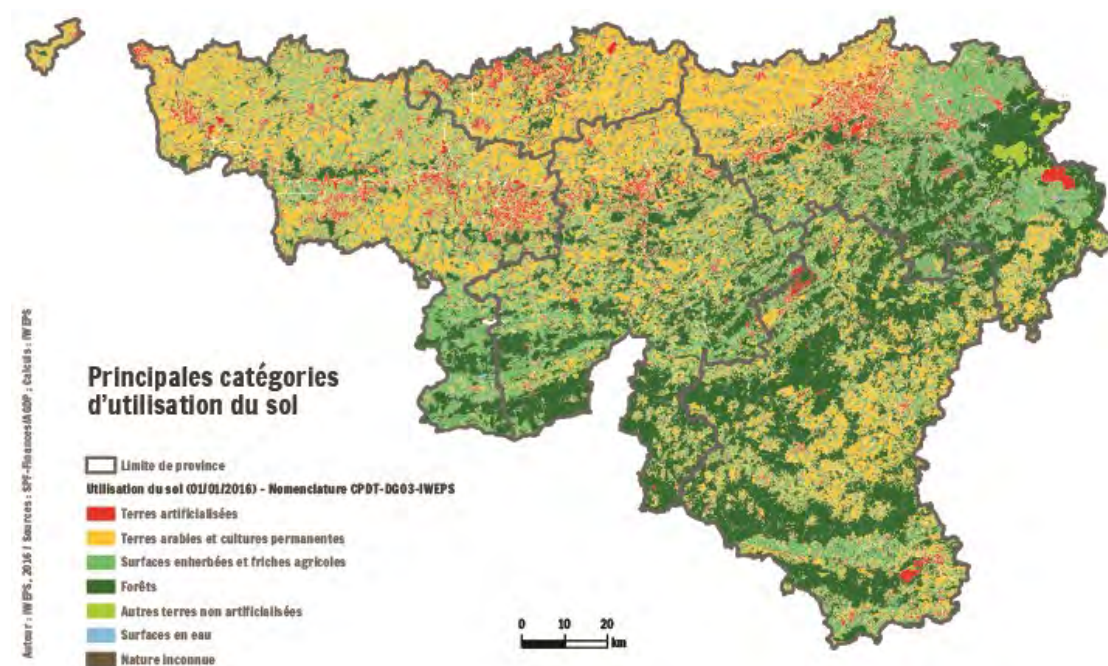 Principales catégories
d'utilisation du sol
Limite de province
Utilisation du sol (01/01/2016) - Nomenclature CPDT-DG03-IWEPS
Terres artificialisées
Terres arables et cultures permanentes
Surfaces enherbées et friches agricoles
Forêts
Autres terres non artificialisées
Surfaces en eau
Nature inconnue
0 10 20
km
Auteur : IWEPS, 2016 / Sources : SPF-Finances/AGDP ; Calculs : IWEPS